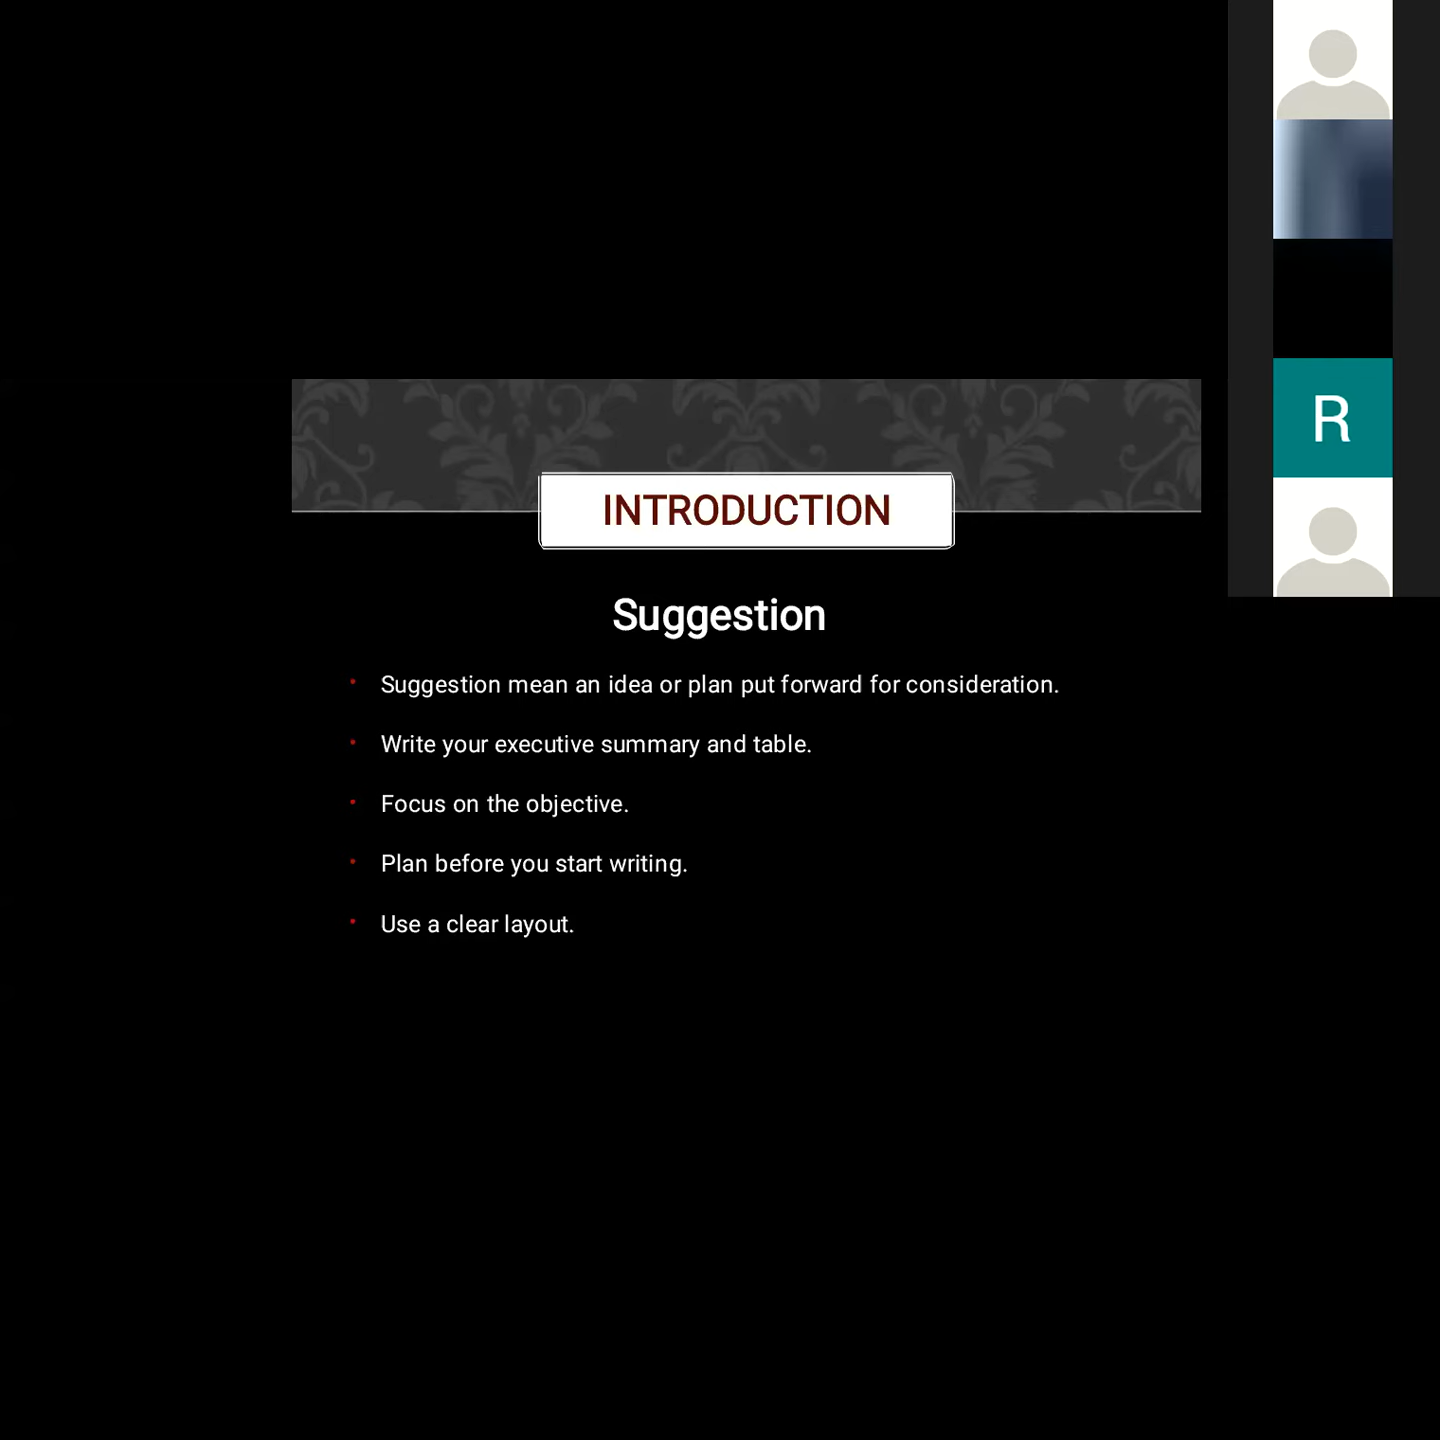 R
INTRODUCTION
Suggestion
• Suggestion mean an idea or plan put forward for consideration.
• Write your executive summary and table.
• Focus on the objective.
• Plan before you start writing.
• Use a clear layout.